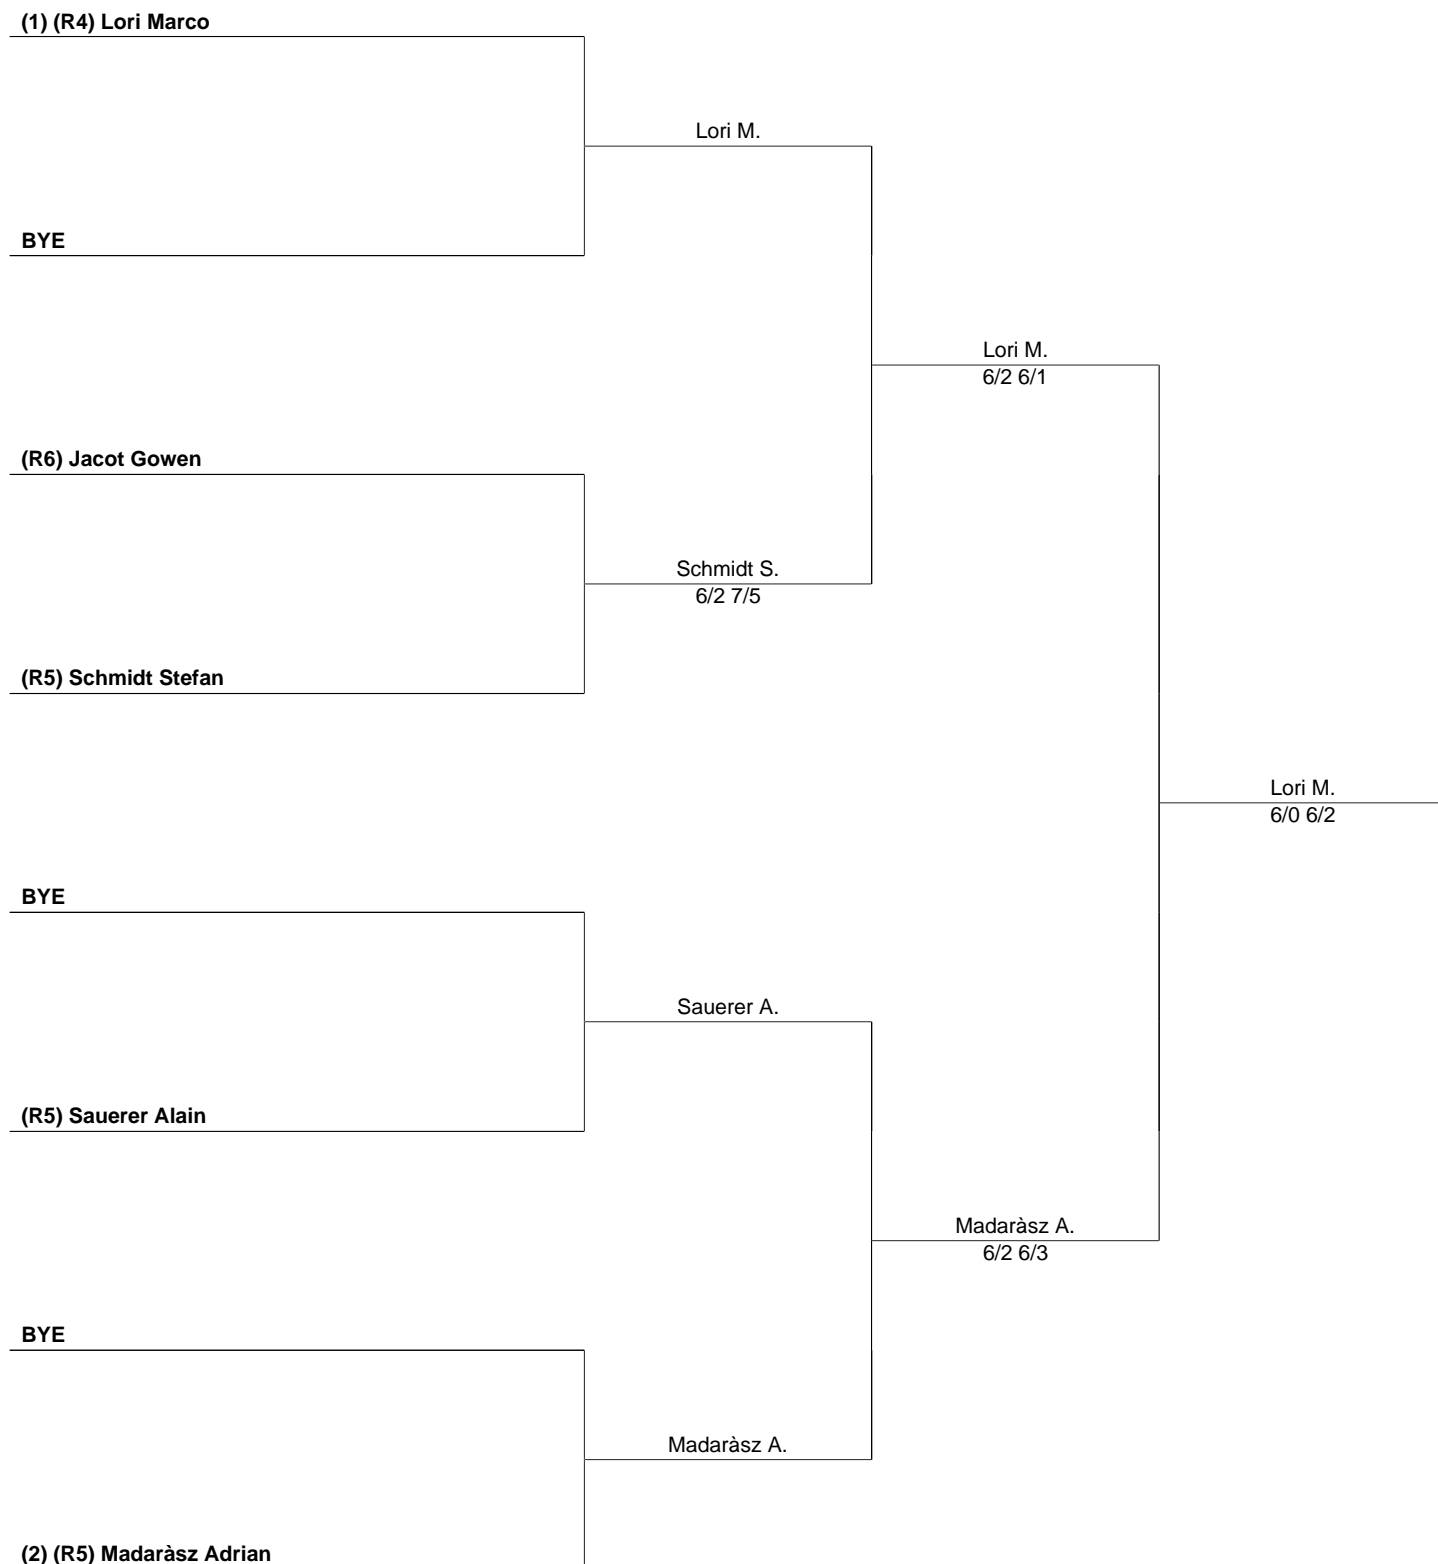 (1) (R4) Lori Marco
Lori M.
BYE
Lori M.
6/2 6/1
(R6) Jacot Gowen
Schmidt S.
6/2 7/5
(R5) Schmidt Stefan
Lori M.
6/0 6/2
BYE
Sauerer A.
(R5) Sauerer Alain
Madaràsz A.
6/2 6/3
BYE
Madaràsz A.
(2) (R5) Madaràsz Adrian